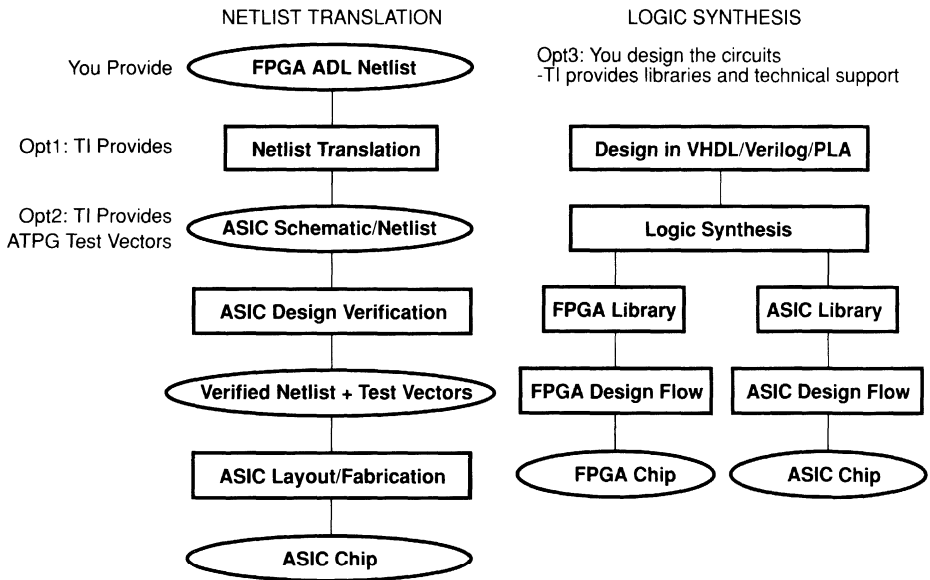 NETLIST TRANSLATION
You Provide
FPGA ADL Netlist
Opt1: TI Provides
Netlist Translation
Opt2: TI Provides
ATPG Test Vectors
ASIC Schematic/Netlist
ASIC Design Verification
Verified Netlist + Test Vectors
ASIC Layout/Fabrication
ASIC Chip
LOGIC SYNTHESIS
Opt3: You design the circuits
-TI provides libraries and technical support
Design in VHDL/Verilog/PLA
Logic Synthesis
FPGA Library
ASIC Library
FPGA Design Flow
ASIC Design Flow
FPGA Chip
ASIC Chip